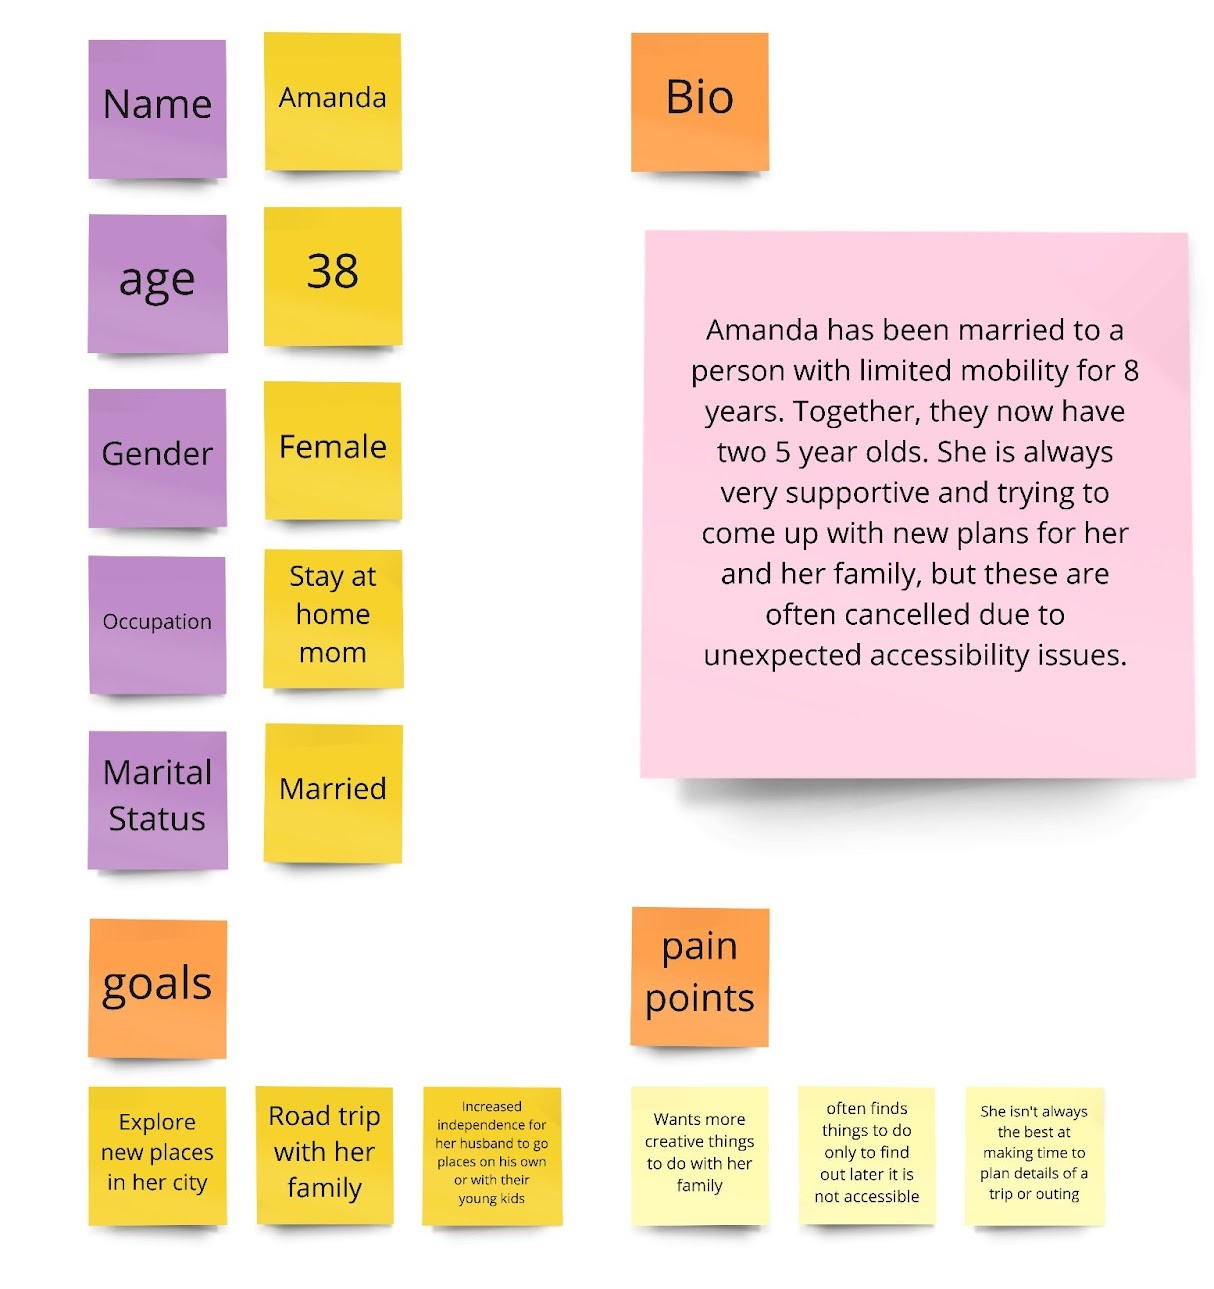 Name
Amanda
age
38
Gender
Female
Occupation
Stay at
home
mom
Marital
Status
Married
Bio
Amanda has been married to a
person with limited mobility for 8
years. Together, they now have
two 5 year olds. She is always
very supportive and trying to
come up with new plans for her
and her family, but these are
often cancelled due to
unexpected accessibility issues.
goals
Explore
new places
in her city
Road trip
with her
family
Increased
independence for
her husband to go
places on his own
or with their
young kids
pain
points
Wants more
creative things
to do with her
family
often finds
things to do
only to find
out later it is
not accessible
She isn't always
the best at
making time to
plan details of a
trip or outing